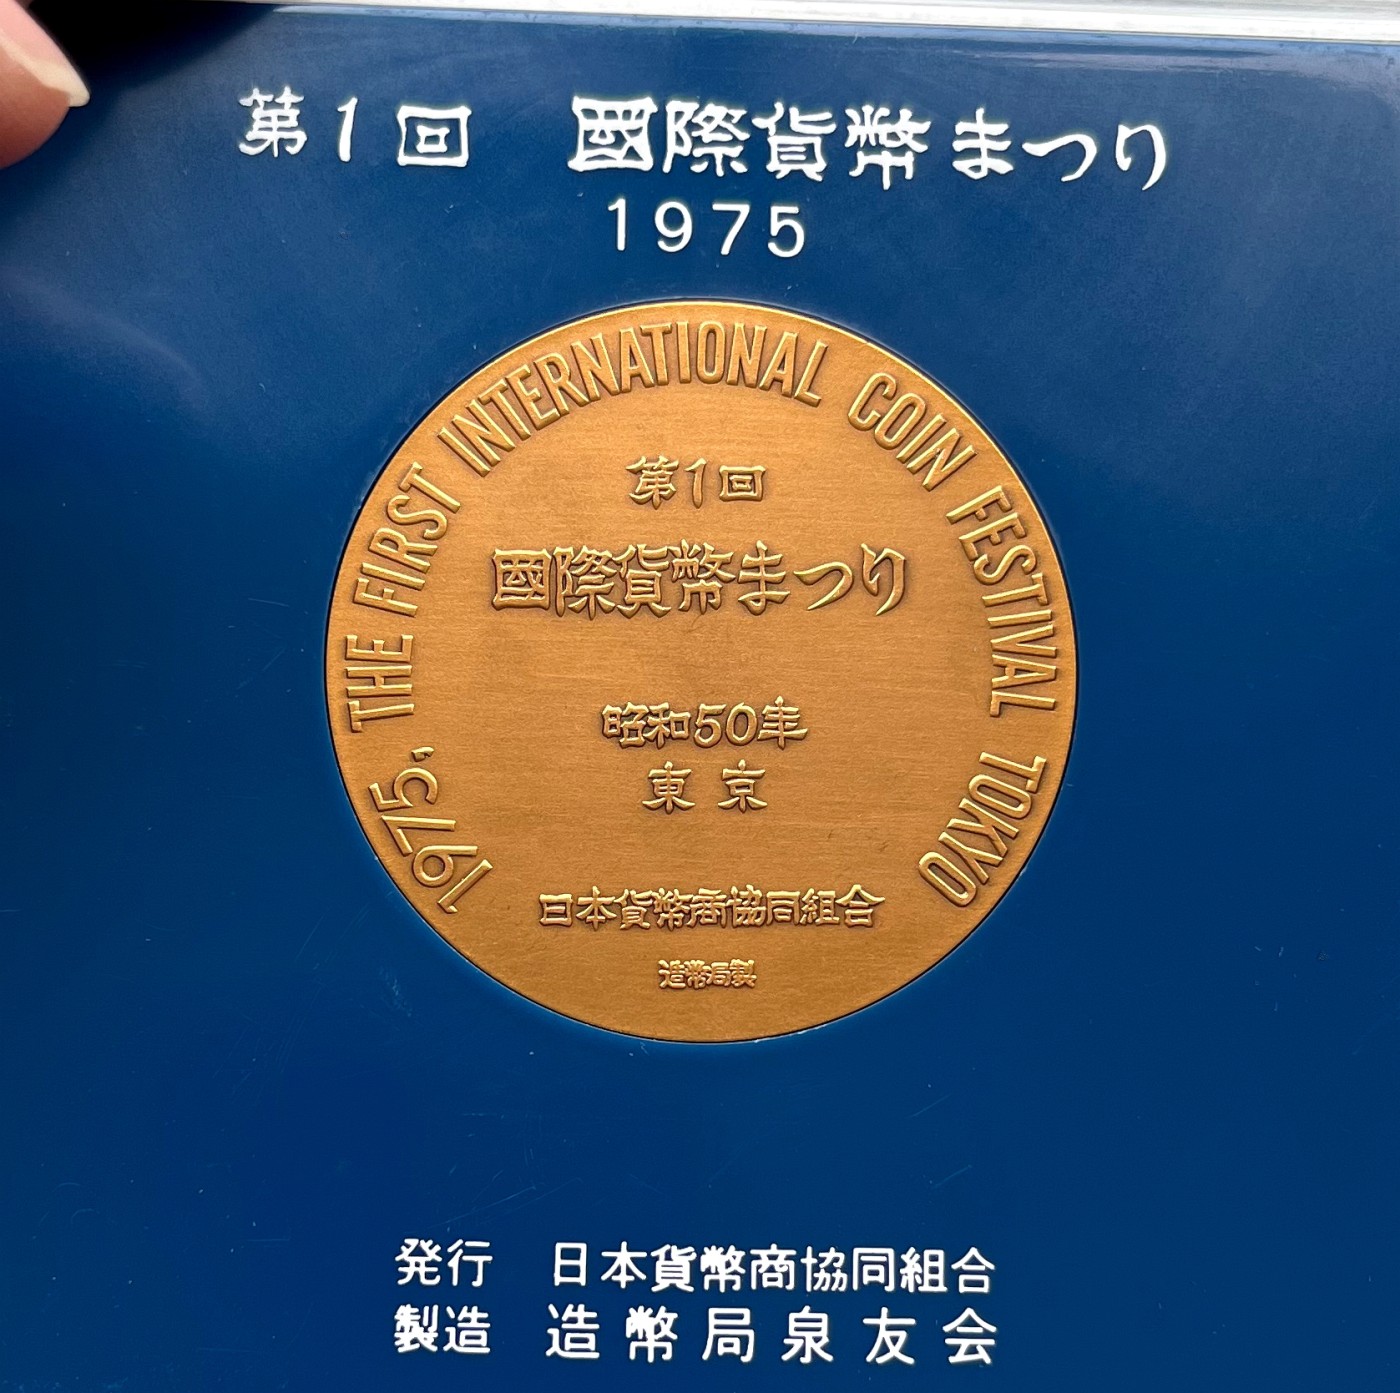 第1回 國際貨幣まつり
1975
1975, THE FIRST INTERNATIONAL COIN FESTIVAL TOKYO
第1回
國際貨幣まつり
昭和50年
東京
日本貨幣商協同組合
造幣局製
発行 日本貨幣商協同組合
製造 造幣局泉友会